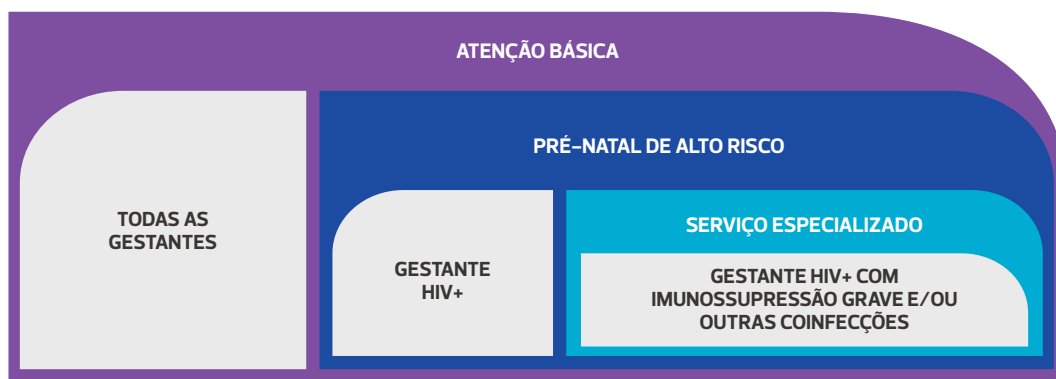 ATENÇÃO BÁSICA
PRÉ–NATAL DE ALTO RISCO
TODAS AS
GESTANTES
SERVIÇO ESPECIALIZADO
GESTANTE
HIV+
GESTANTE HIV+ COM
IMUNOSSUPRESSÃO GRAVE E/OU
OUTRAS COINFECÇÕES